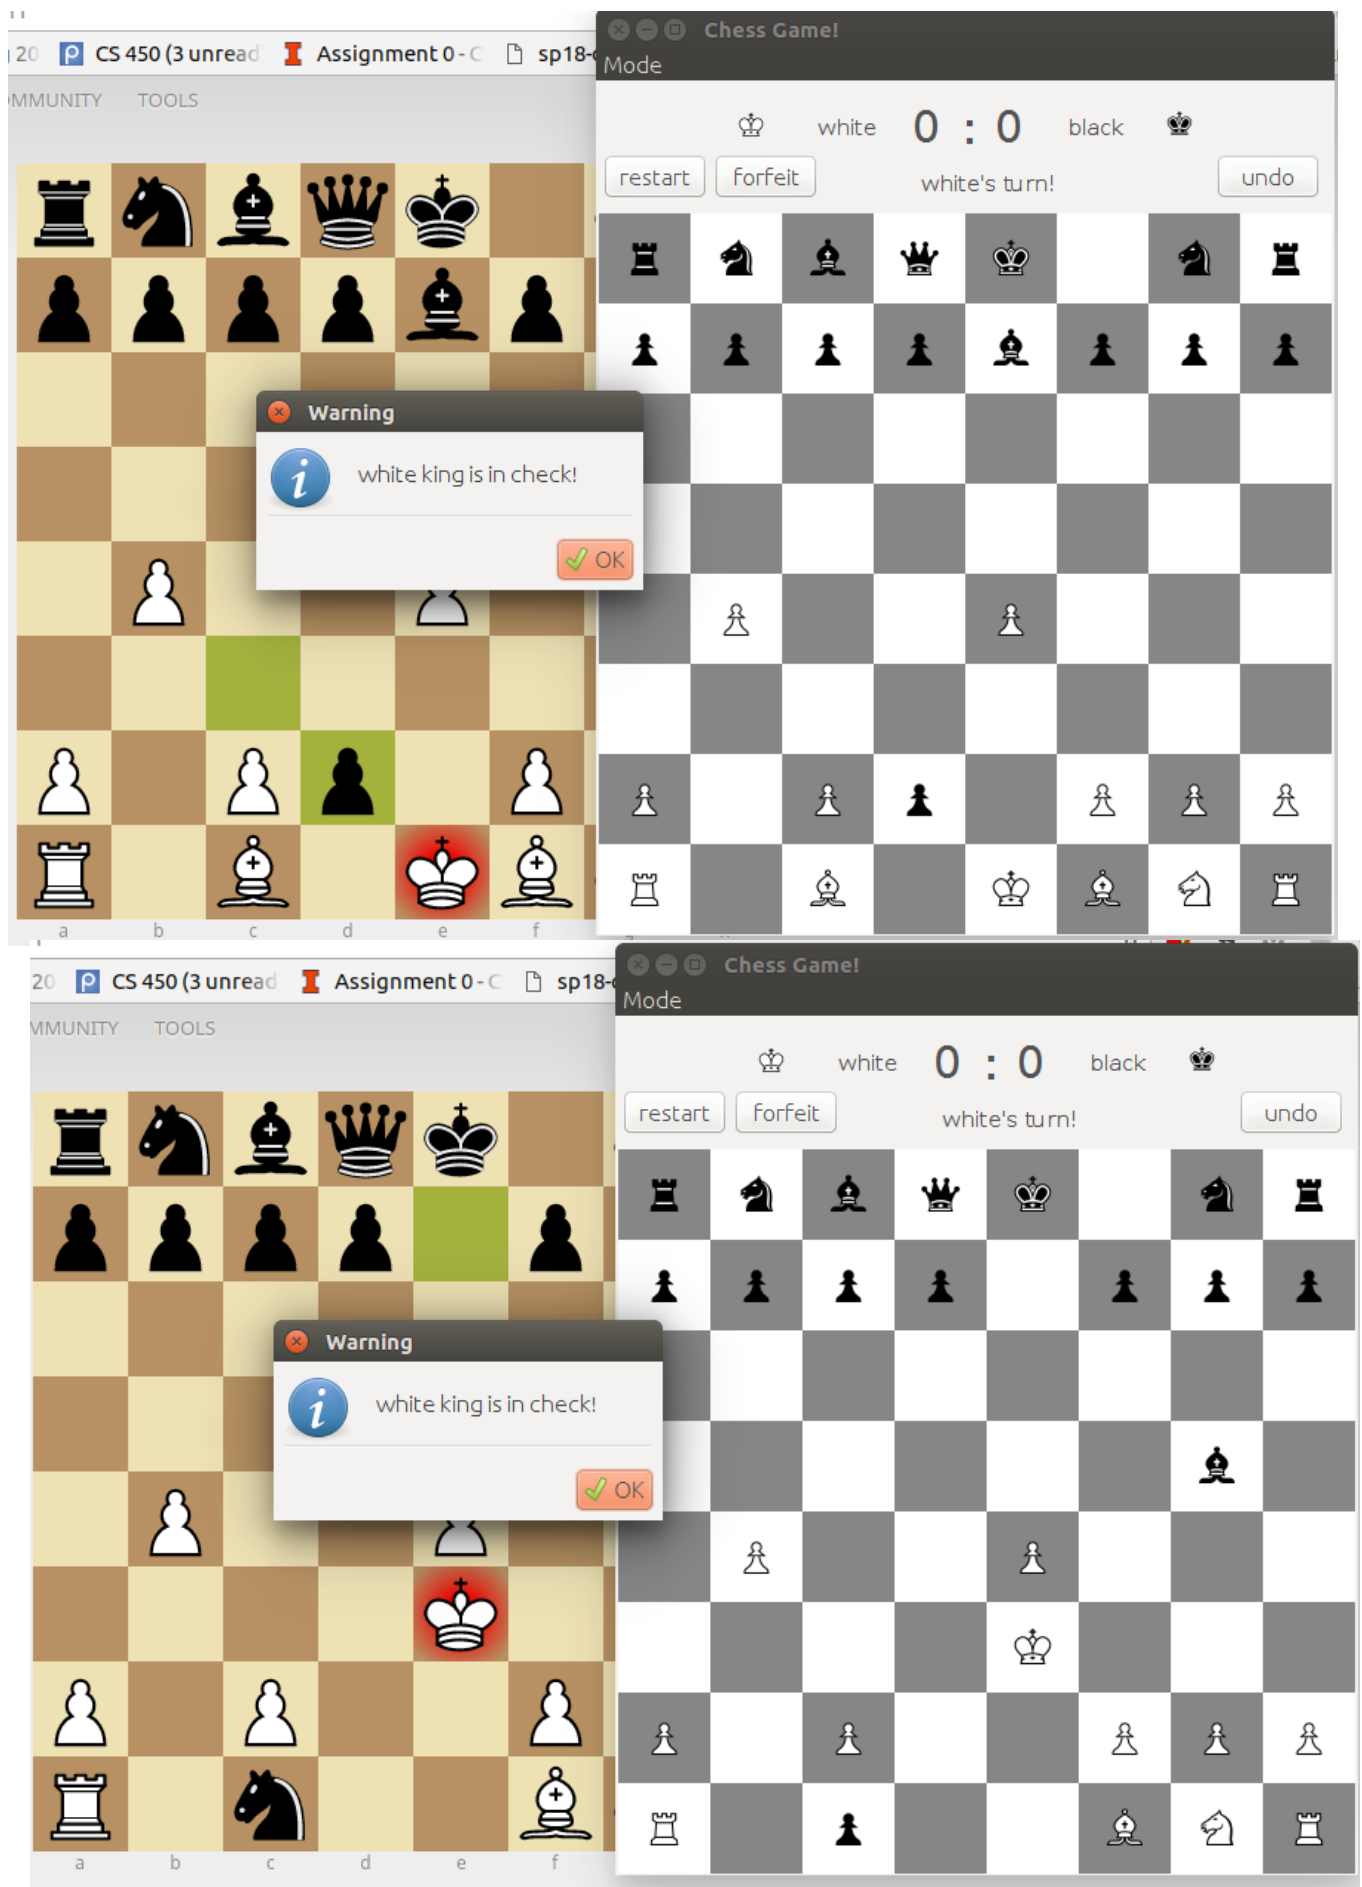 20 CS 450 (3 unread Assignment 0 - C sp18-
OMMUNITY TOOLS
Chess Game!
Mode
white 0 : 0 black
restart forfeit white's turn! undo
Warning
white king is in check!
OK
a b c d e f
20 CS 450 (3 unread Assignment 0 - C sp18-
MMUNITY TOOLS
Chess Game!
Mode
white 0 : 0 black
restart forfeit white's turn! undo
Warning
white king is in check!
OK
a b c d e f